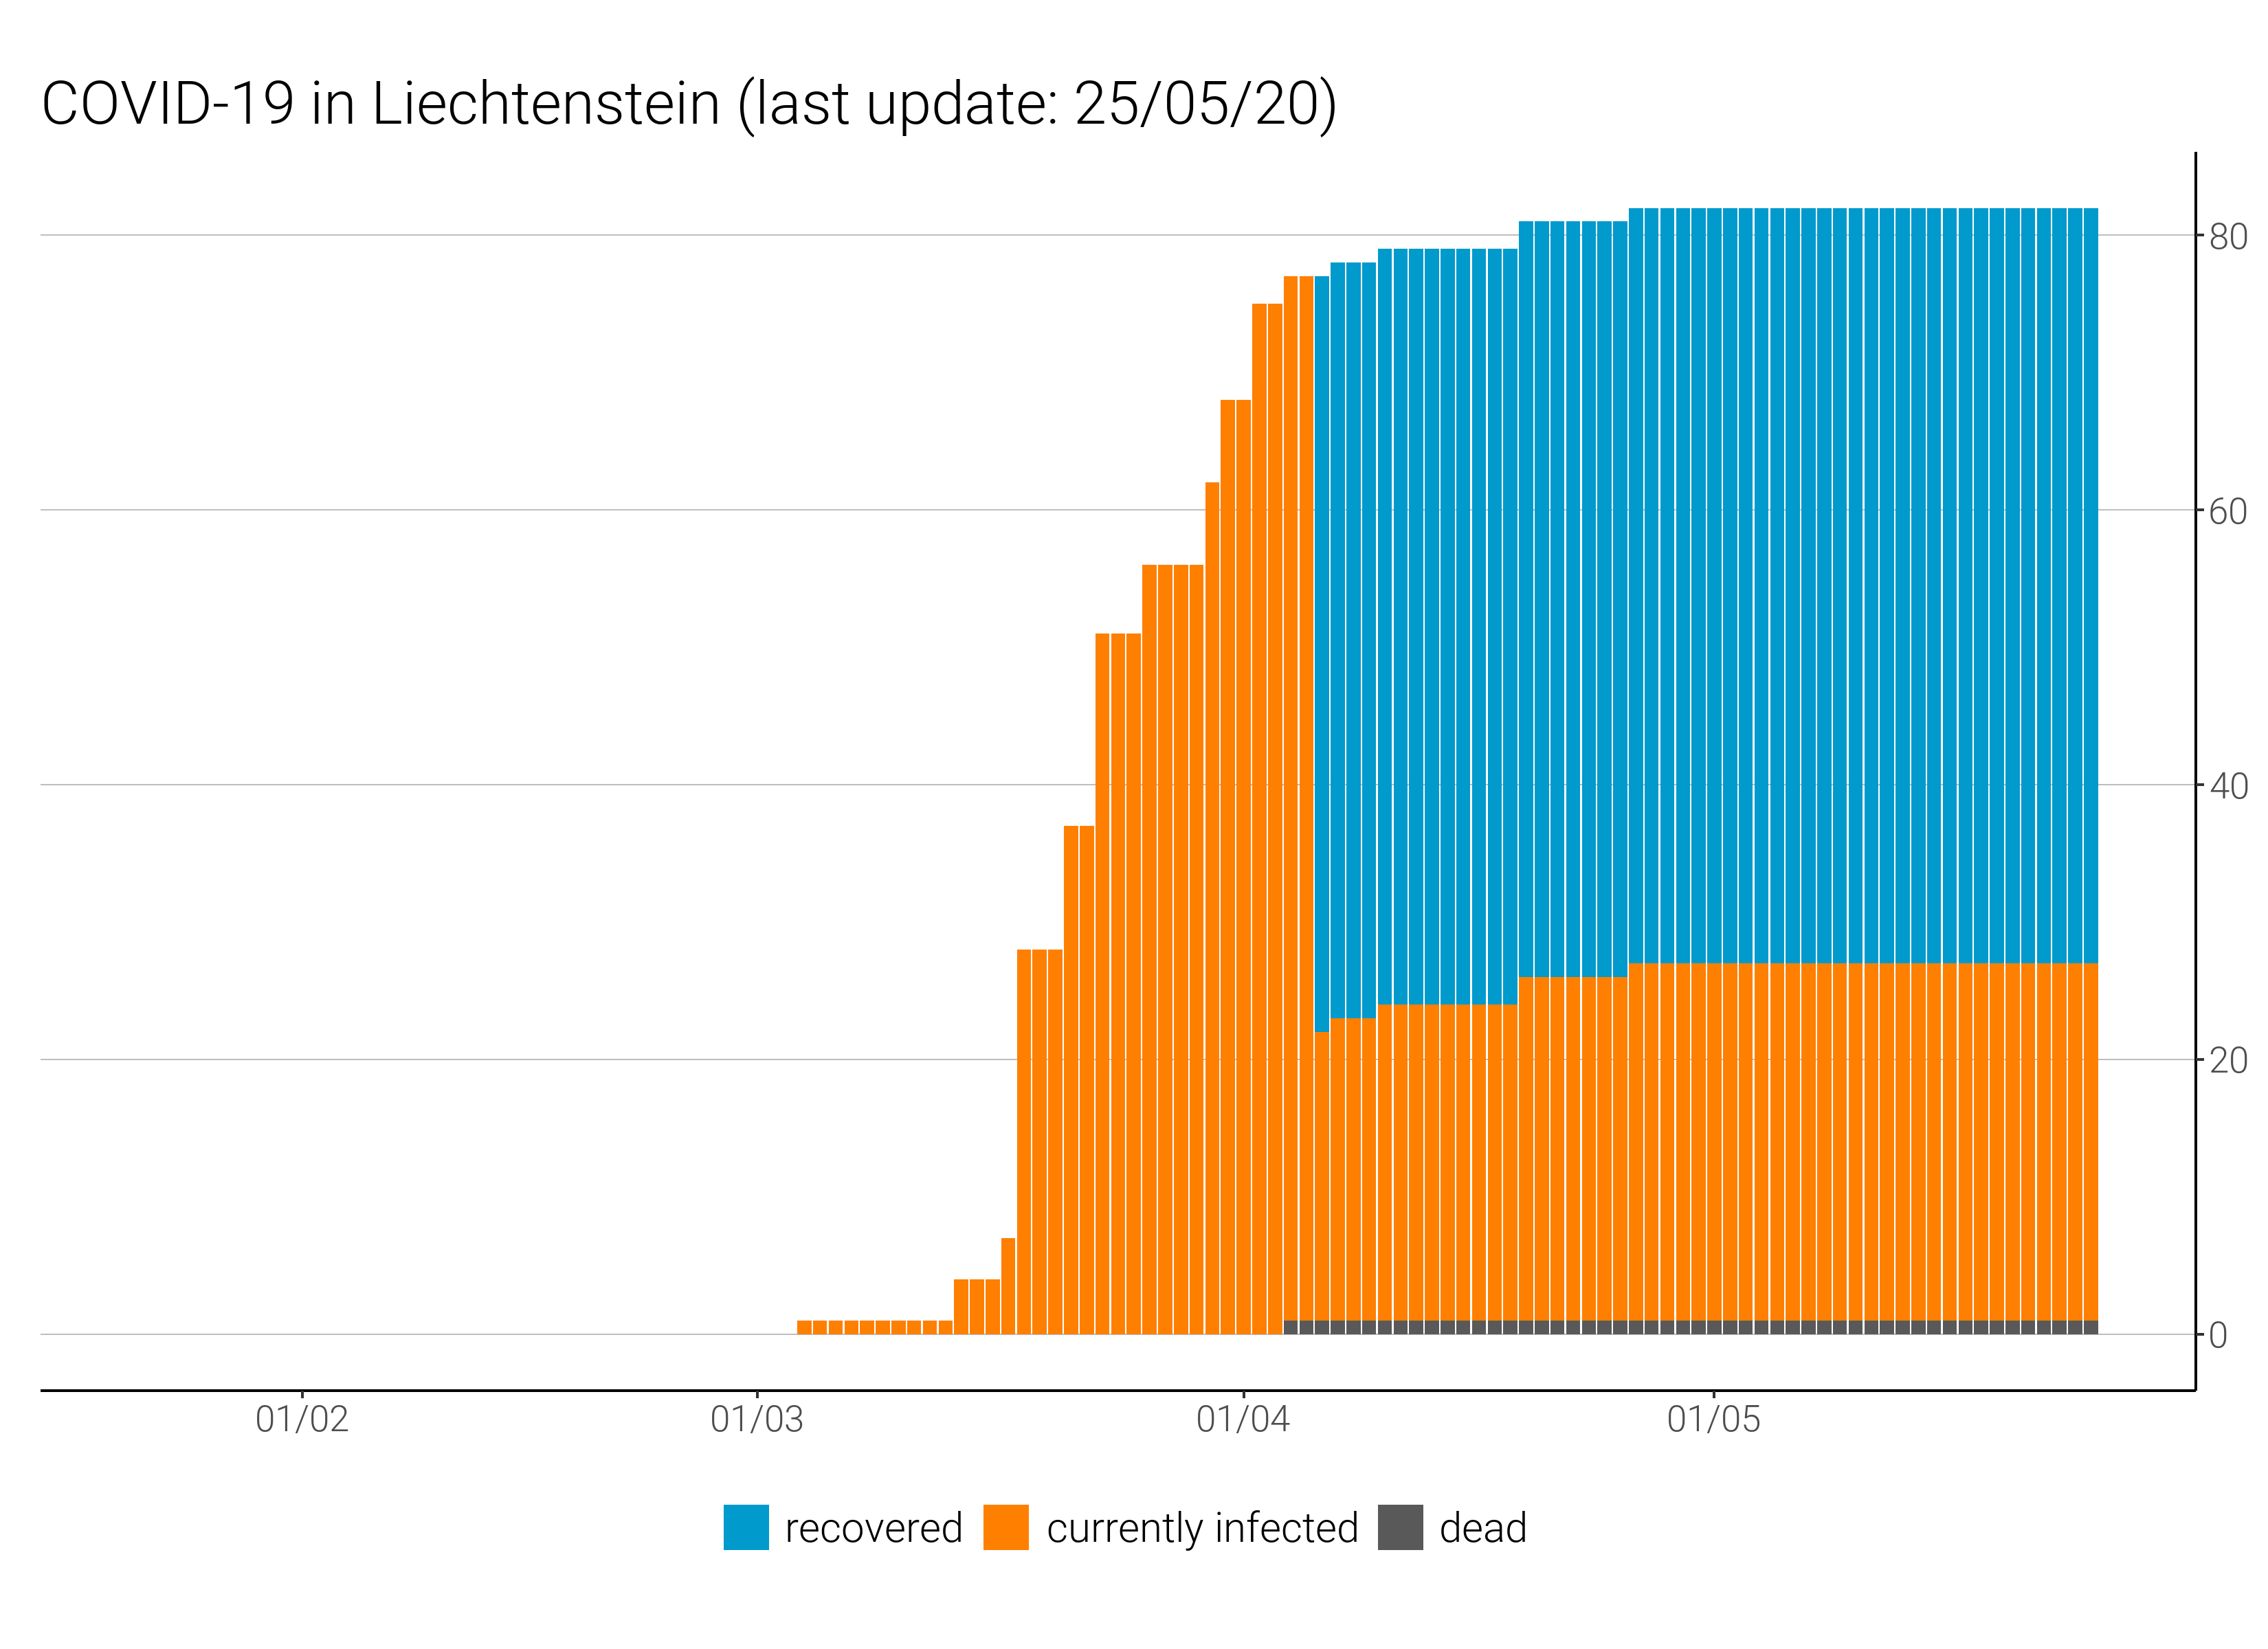 COVID-19 in Liechtenstein (last update: 25/05/20)
80
60
40
20
0
01/02 01/03 01/04 01/05
recovered currently infected dead